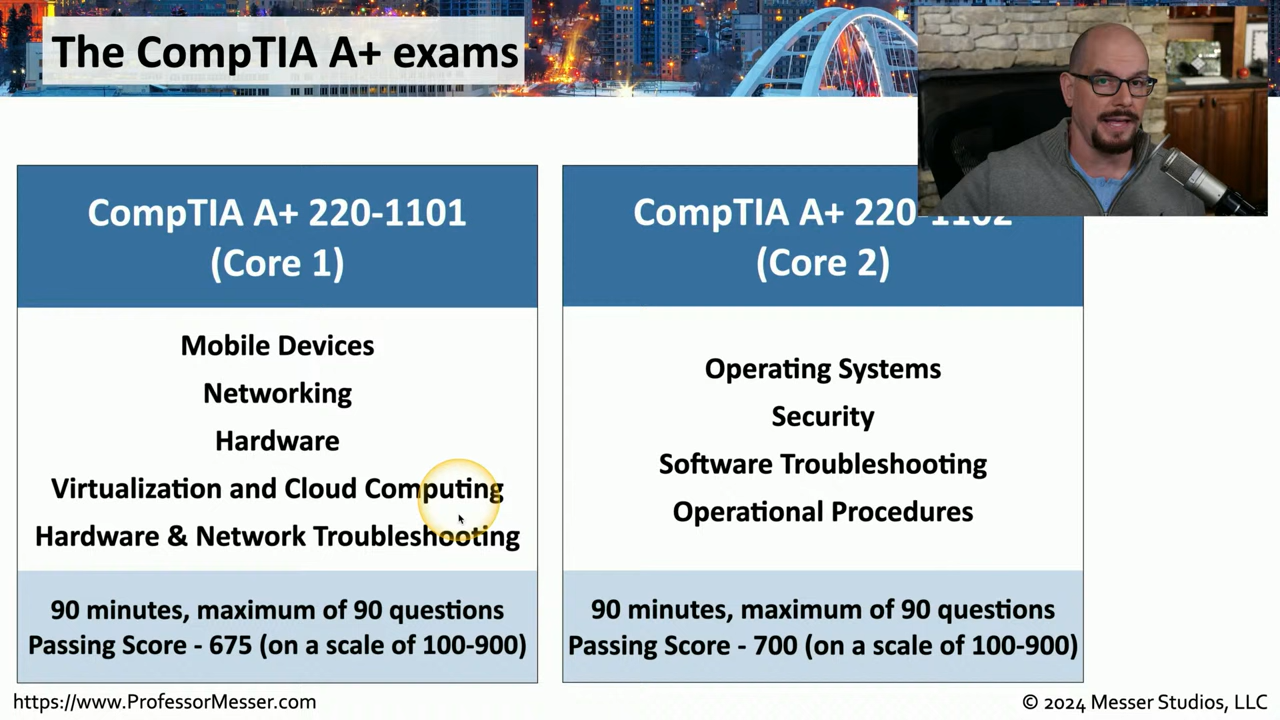 The CompTIA A+ exams
CompTIA A+ 220-1101
(Core 1)
Mobile Devices
Networking
Hardware
Virtualization and Cloud Computing
Hardware & Network Troubleshooting
90 minutes, maximum of 90 questions
Passing Score - 675 (on a scale of 100-900)
CompTIA A+ 220-1102
(Core 2)
Operating Systems
Security
Software Troubleshooting
Operational Procedures
90 minutes, maximum of 90 questions
Passing Score - 700 (on a scale of 100-900)
https://www.ProfessorMesser.com
© 2024 Messer Studios, LLC